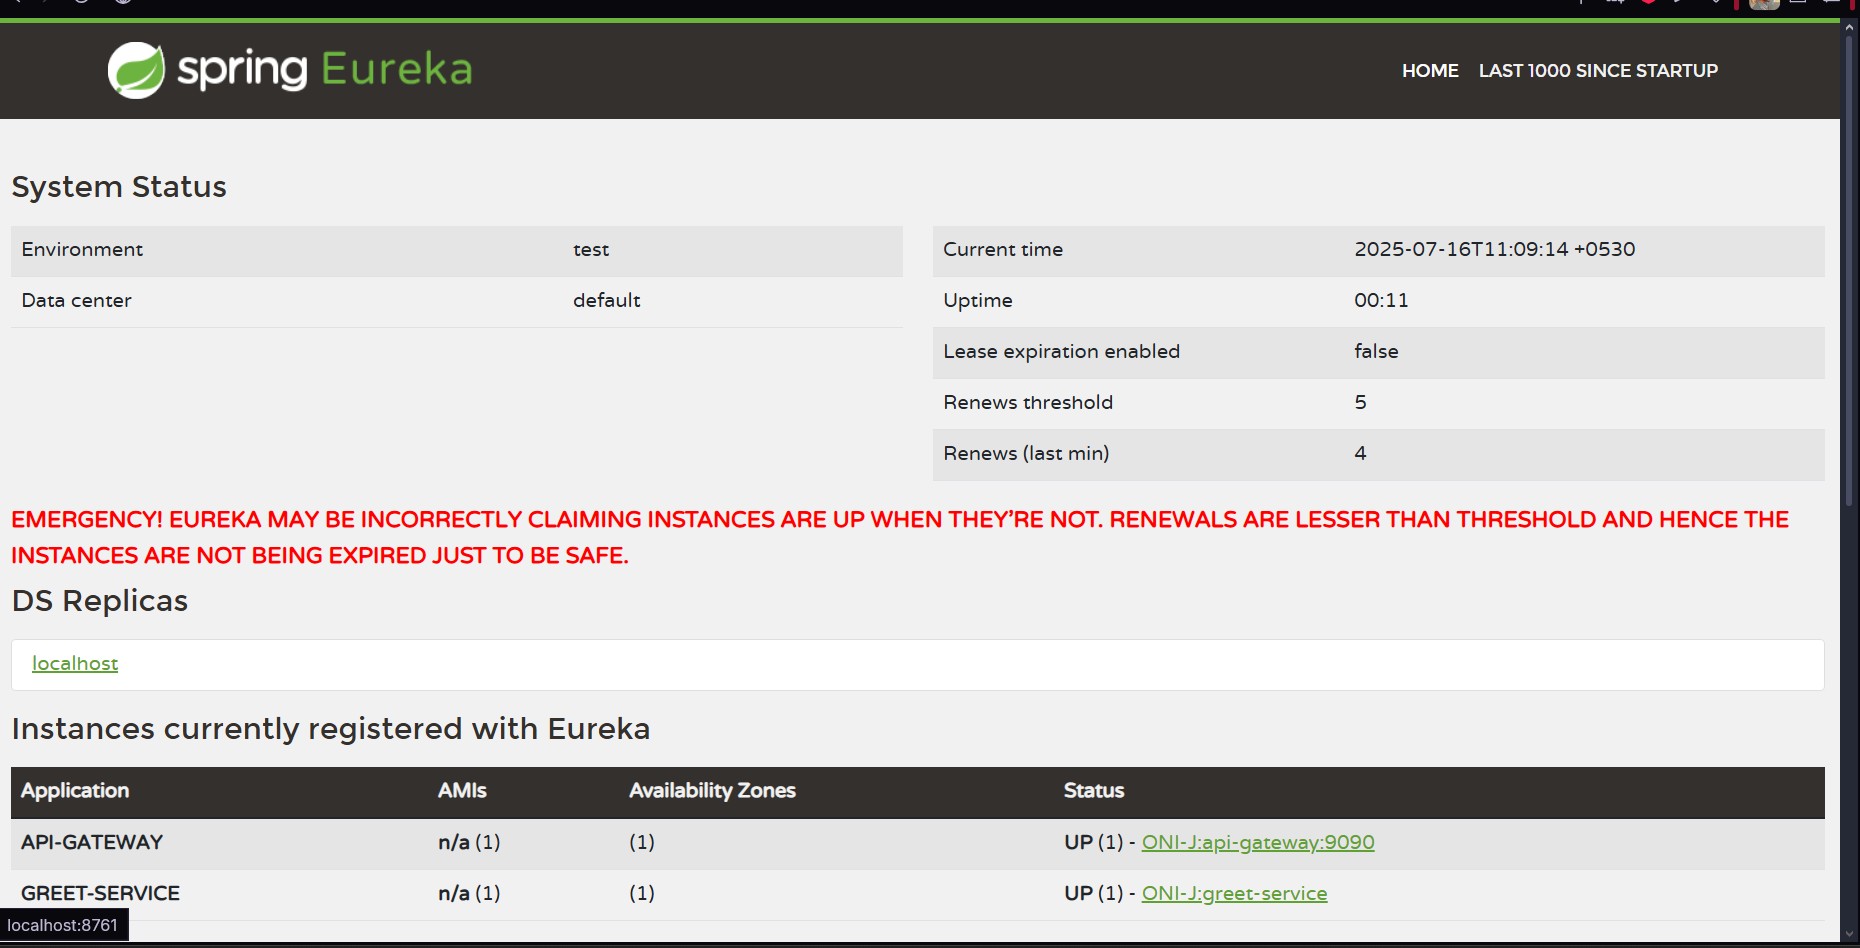 spring Eureka
HOME LAST 1000 SINCE STARTUP
System Status
Environment test
Data center default
Current time 2025-07-16T11:09:14 +0530
Uptime 00:11
Lease expiration enabled false
Renews threshold 5
Renews (last min) 4
EMERGENCY! EUREKA MAY BE INCORRECTLY CLAIMING INSTANCES ARE UP WHEN THEY'RE NOT. RENEWALS ARE LESSER THAN THRESHOLD AND HENCE THE
INSTANCES ARE NOT BEING EXPIRED JUST TO BE SAFE.
DS Replicas
localhost
Instances currently registered with Eureka
Application AMIs Availability Zones Status
API-GATEWAY n/a (1) (1) UP (1) - ONI-J:api-gateway:9090
GREET-SERVICE n/a (1) (1) UP (1) - ONI-J:greet-service
localhost:8761